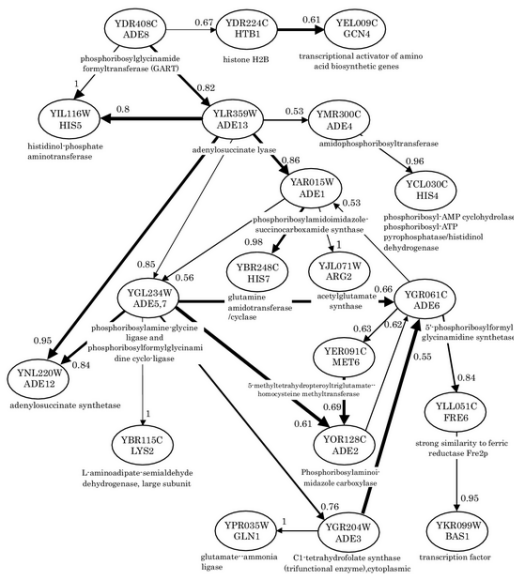 YDR408C
ADE8
0.67
YDR224C
HTB1
0.61
YEL009C
GCN4
phosphoribosylglycinamide
formyltransferase (GART)
histone H2B
transcriptional activator of amino
acid biosynthetic genes
1
0.82
YIL116W
HIS5
0.8
YLR359W
ADE13
0.53
YMR300C
ADE4
histidinol-phosphate
aminotransferase
adenylosuccinate lyase
amidophosphoribosyltransferase
0.86
0.96
YAR015W
ADE1
0.53
YCL030C
HIS4
phosphoribosylamidoimidazole-
succinocarboxamide synthase
phosphoribosyl-AMP cyclohydrolase
phosphoribosyl-ATP
pyrophosphatase/histidinol
dehydrogenase
0.98
1
0.85
0.56
YBR248C
HIS7
YJL071W
ARG2
YGL234W
ADE5,7
glutamine
amidotransferase
/cyclase
acetylglutamate
synthase
0.66
YGR061C
ADE6
phosphoribosylamine-glycine
ligase and
phosphoribosylformylglycinami
dine cyclo-ligase
5'-phosphoribosylformyl
glycinamidine synthetase
0.63
0.62
0.55
YER091C
MET6
0.95
0.84
YNL220W
ADE12
adenylosuccinate synthetase
5-methyltetrahydropteroyltriglutamate--
homocysteine methyltransferase
0.84
YLL051C
FRE6
0.69
0.61
1
YBR115C
LYS2
YOR128C
ADE2
strong similarity to ferric
reductase Fre2p
L-aminoadipate-semialdehyde
dehydrogenase, large subunit
Phosphoribosylaminoi
midazole carboxylase
0.95
0.76
YPR035W
GLN1
1
YGR204W
ADE3
YKR099W
BAS1
glutamate--ammonia
ligase
C1-tetrahydrofolate synthase
(trifunctional enzyme),cytoplasmic
transcription factor